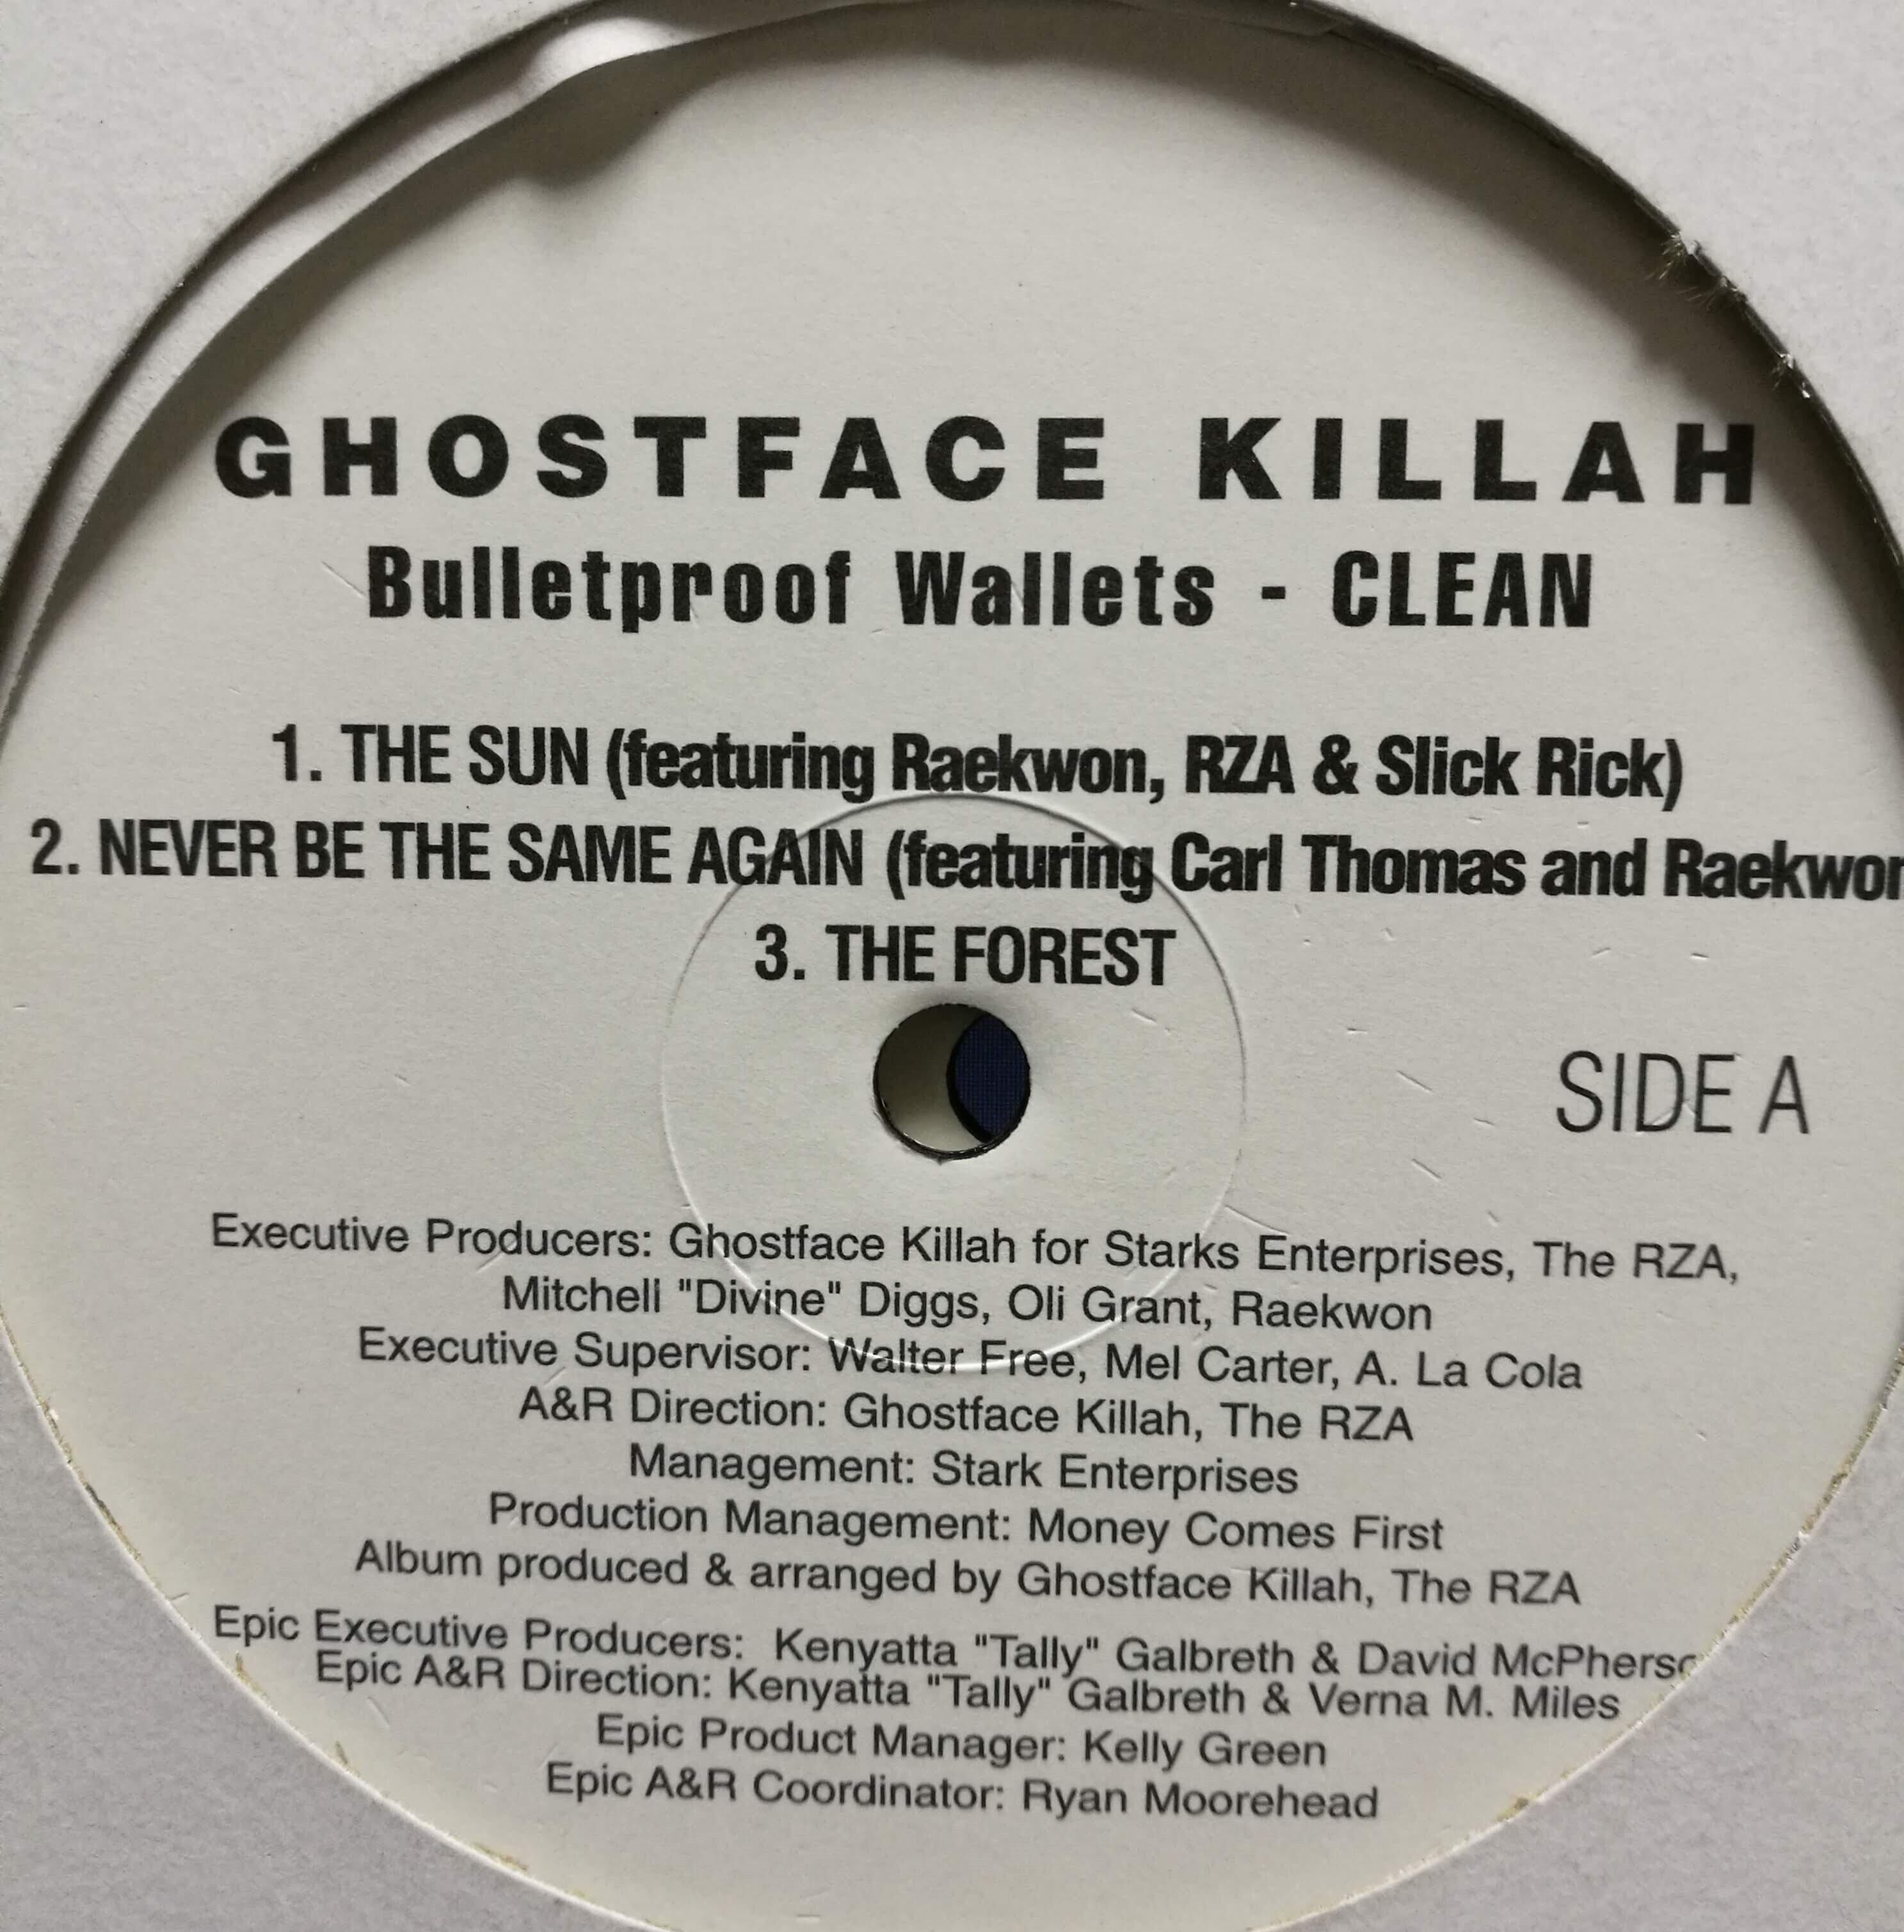 GHOSTFACE KILLAH
Bulletproof Wallets - CLEAN
1. THE SUN (featuring Raekwon, RZA & Slick Rick)
2. NEVER BE THE SAME AGAIN (featuring Carl Thomas and Raekwon
3. THE FOREST
SIDE A
Executive Producers: Ghostface Killah for Starks Enterprises, The RZA,
Mitchell "Divine" Diggs, Oli Grant, Raekwon
Executive Supervisor: Walter Free, Mel Carter, A. La Cola
A&R Direction: Ghostface Killah, The RZA
Management: Stark Enterprises
Production Management: Money Comes First
Album produced & arranged by Ghostface Killah, The RZA
Epic Executive Producers: Kenyatta "Tally" Galbreth & David McPherso
Epic A&R Direction: Kenyatta "Tally" Galbreth & Verna M. Miles
Epic Product Manager: Kelly Green
Epic A&R Coordinator: Ryan Moorehead